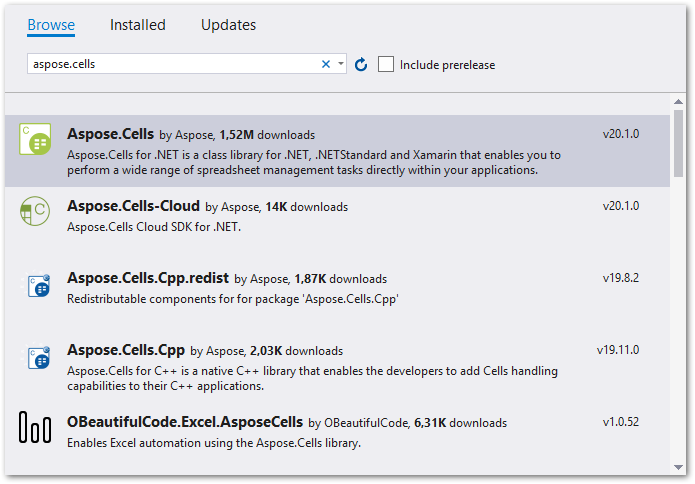 Browse Installed Updates
aspose.cells
Include prerelease
Aspose.Cells by Aspose, 1,52M downloads v20.1.0
Aspose.Cells for .NET is a class library for .NET, .NETStandard and Xamarin that enables you to
perform a wide range of spreadsheet management tasks directly within your applications.
Aspose.Cells-Cloud by Aspose, 14K downloads v20.1.0
Aspose.Cells Cloud SDK for .NET.
Aspose.Cells.Cpp.redist by Aspose, 1,87K downloads v19.8.2
Redistributable components for for package 'Aspose.Cells.Cpp'
Aspose.Cells.Cpp by Aspose, 2,03K downloads v19.11.0
Aspose.Cells for C++ is a native C++ library that enables the developers to add Cells handling
capabilities to their C++ applications.
OBeautifulCode.Excel.AsposeCells by OBeautifulCode, 6,31K downloads v1.0.52
Enables Excel automation using the Aspose.Cells library.